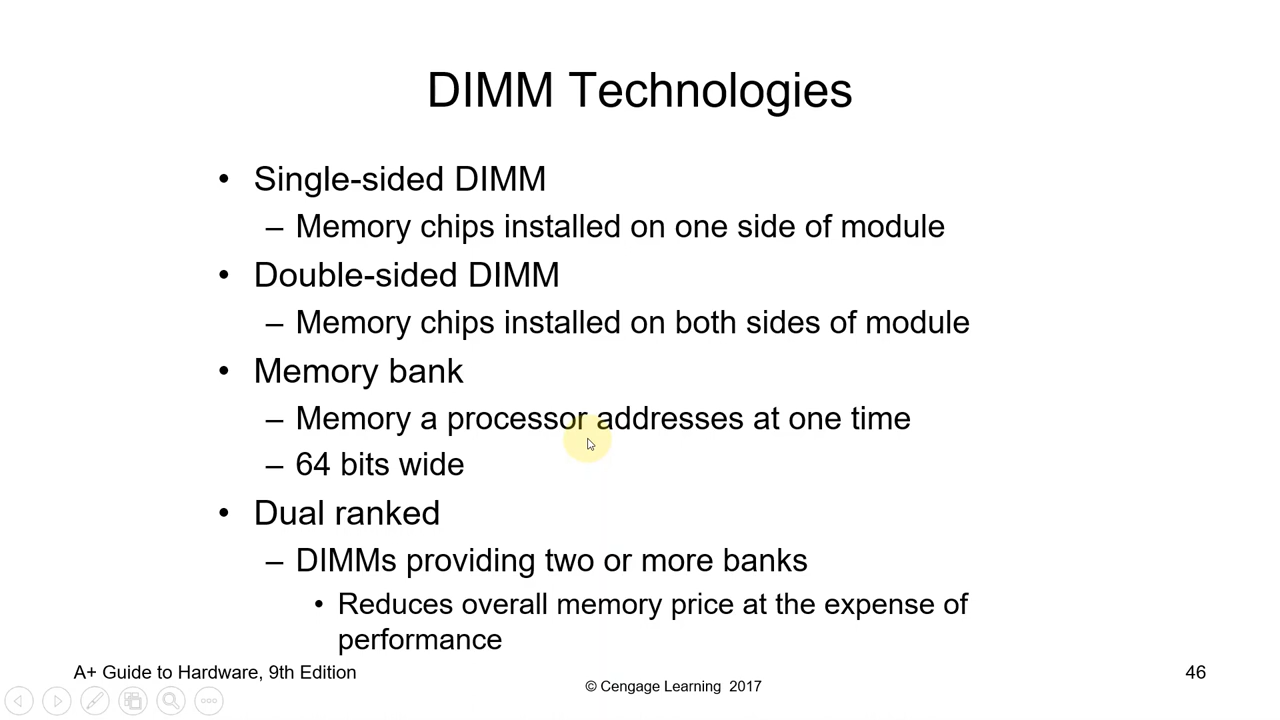 DIMM Technologies
• Single-sided DIMM
– Memory chips installed on one side of module
• Double-sided DIMM
– Memory chips installed on both sides of module
• Memory bank
– Memory a processor addresses at one time
– 64 bits wide
• Dual ranked
– DIMMs providing two or more banks
• Reduces overall memory price at the expense of
performance
A+ Guide to Hardware, 9th Edition
© Cengage Learning 2017
46